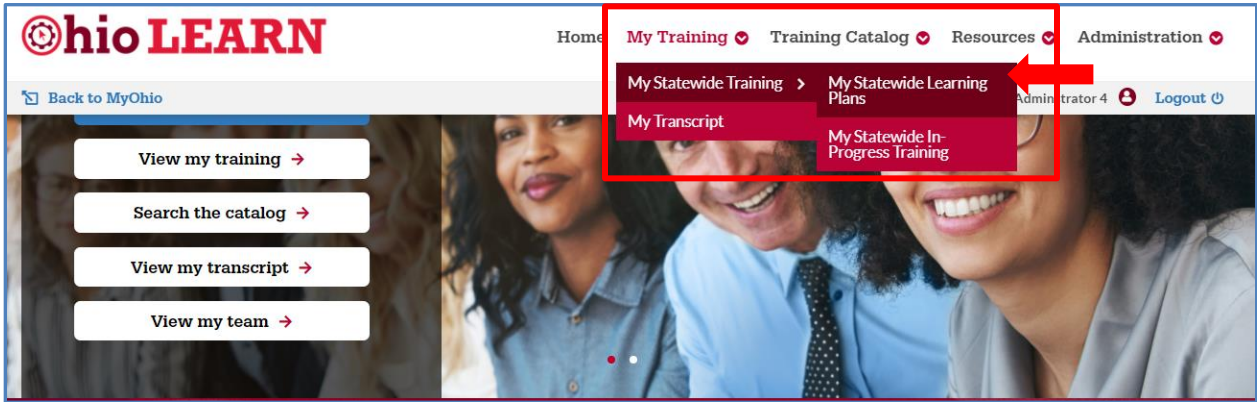 Ohio LEARN
Home My Training Training Catalog Resources Administration
Back to MyOhio
Administrator 4 Logout
My Statewide Training
My Transcript
My Statewide Learning
Plans
My Statewide In-
Progress Training
View my training →
Search the catalog →
View my transcript →
View my team →